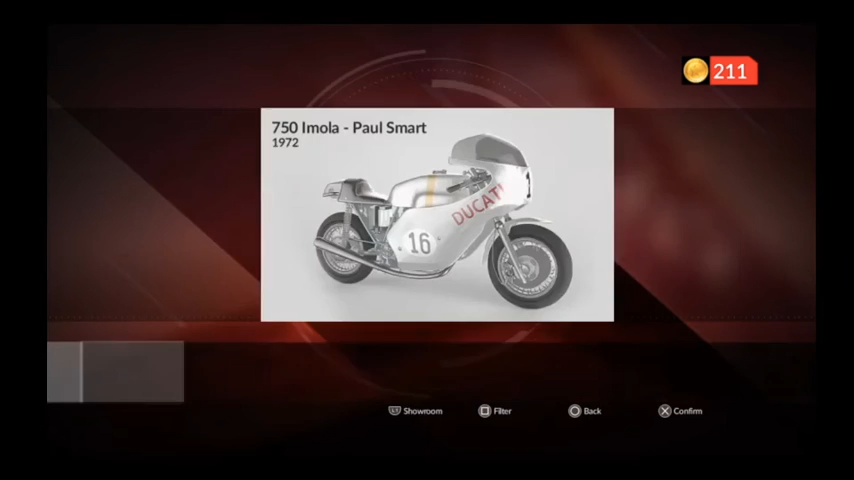 211
750 Imola - Paul Smart
1972
DUCATI
16
Showroom
Filter
Back
Confirm